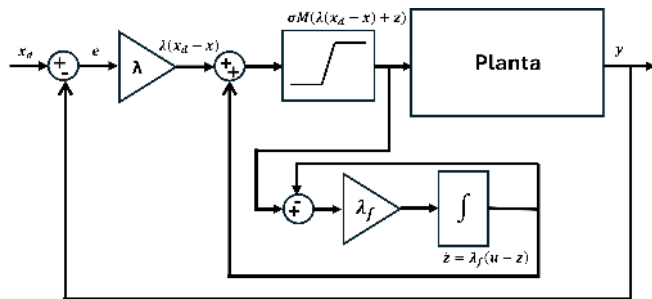 σM(λ(x_d − x) + z)
x_d
+
-
e
λ
λ(x_d − x)
+
+
Planta
y
+
-
λ_f
∫
ż = λ_f(u − z)